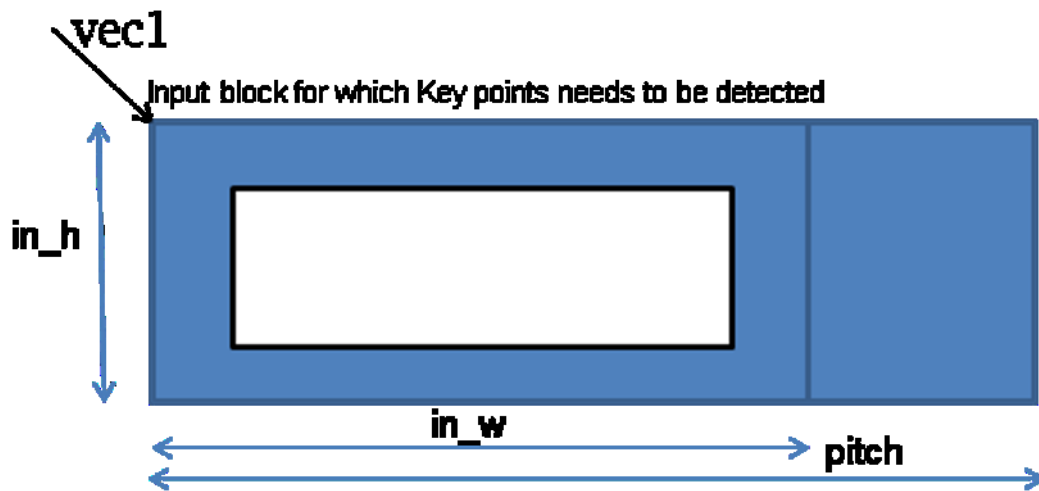 vec1
Input block for which Key points needs to be detected
in_h
in_w
pitch